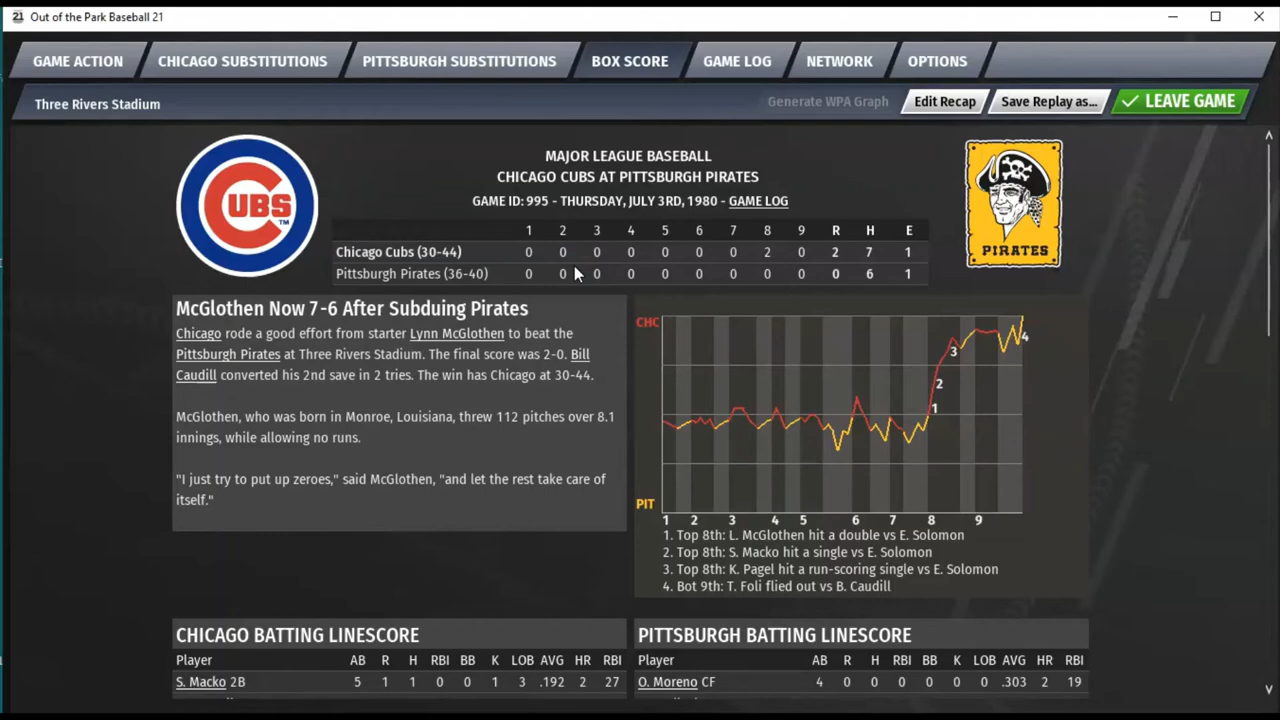 21 Out of the Park Baseball 21
GAME ACTION CHICAGO SUBSTITUTIONS PITTSBURGH SUBSTITUTIONS BOX SCORE GAME LOG NETWORK OPTIONS
Three Rivers Stadium Generate WPA Graph Edit Recap Save Replay as... LEAVE GAME
CUBS TM
MAJOR LEAGUE BASEBALL
CHICAGO CUBS AT PITTSBURGH PIRATES
GAME ID: 995 - THURSDAY, JULY 3RD, 1980 - GAME LOG
PIRATES
1 2 3 4 5 6 7 8 9 R H E
Chicago Cubs (30-44) 0 0 0 0 0 0 0 2 0 2 7 1
Pittsburgh Pirates (36-40) 0 0 0 0 0 0 0 0 0 0 6 1
McGlothen Now 7-6 After Subduing Pirates
Chicago rode a good effort from starter Lynn McGlothen to beat the
Pittsburgh Pirates at Three Rivers Stadium. The final score was 2-0. Bill
Caudill converted his 2nd save in 2 tries. The win has Chicago at 30-44.
McGlothen, who was born in Monroe, Louisiana, threw 112 pitches over 8.1
innings, while allowing no runs.
"I just try to put up zeroes," said McGlothen, "and let the rest take care of
itself."
CHC
4
3
2
1
PIT
1 2 3 4 5 6 7 8 9
1. Top 8th: L. McGlothen hit a double vs E. Solomon
2. Top 8th: S. Macko hit a single vs E. Solomon
3. Top 8th: K. Pagel hit a run-scoring single vs E. Solomon
4. Bot 9th: T. Foli flied out vs B. Caudill
CHICAGO BATTING LINESCORE
Player AB R H RBI BB K LOB AVG HR RBI
S. Macko 2B 5 1 1 0 0 1 3 .192 2 27
PITTSBURGH BATTING LINESCORE
Player AB R H RBI BB K LOB AVG HR RBI
O. Moreno CF 4 0 0 0 0 0 0 .303 2 19